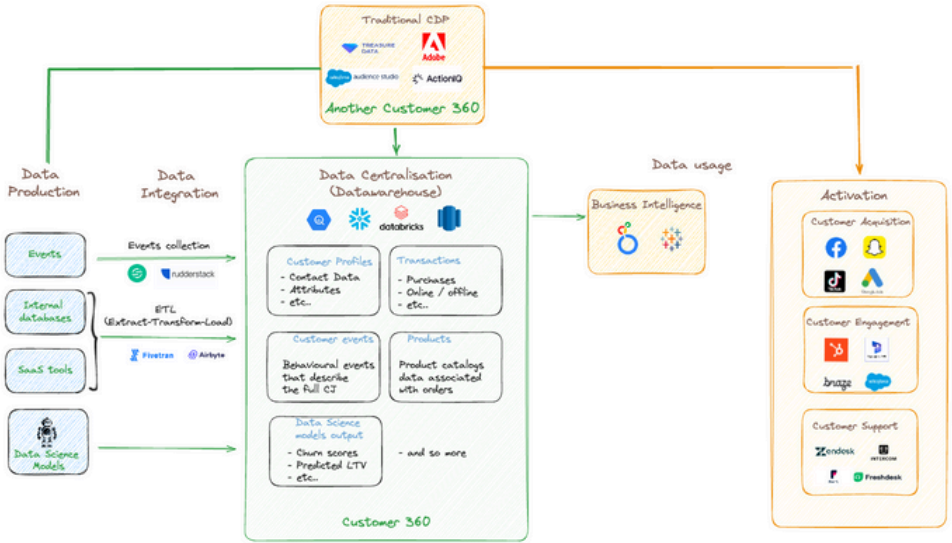 Traditional CDP
TREASURE
DATA
Adobe
salesforce audience studio
ActionIQ
Another Customer 360
Data
Production
Data
Integration
Data Centralisation
(Datawarehouse)
databricks
Data usage
Business Intelligence
Activation
Events
Events collection
rudderstack
Internal
databases
ETL
(Extract-Transform-Load)
Fivetran
Airbyte
SaaS tools
Data Science
Models
Customer Profiles
- Contact Data
- Attributes
- etc..
Transactions
- Purchases
- Online / offline
- etc..
Customer events
Behavioural events
that describe
the full CJ
Products
Product catalogs
data associated
with orders
Data Science
models output
- Churn scores
- Predicted LTV
- etc..
- and so more
Customer 360
Customer Acquisition
TikTok
Google Ads
Customer Engagement
braze
salesforce
Customer Support
zendesk
INTERCOM
Freshdesk